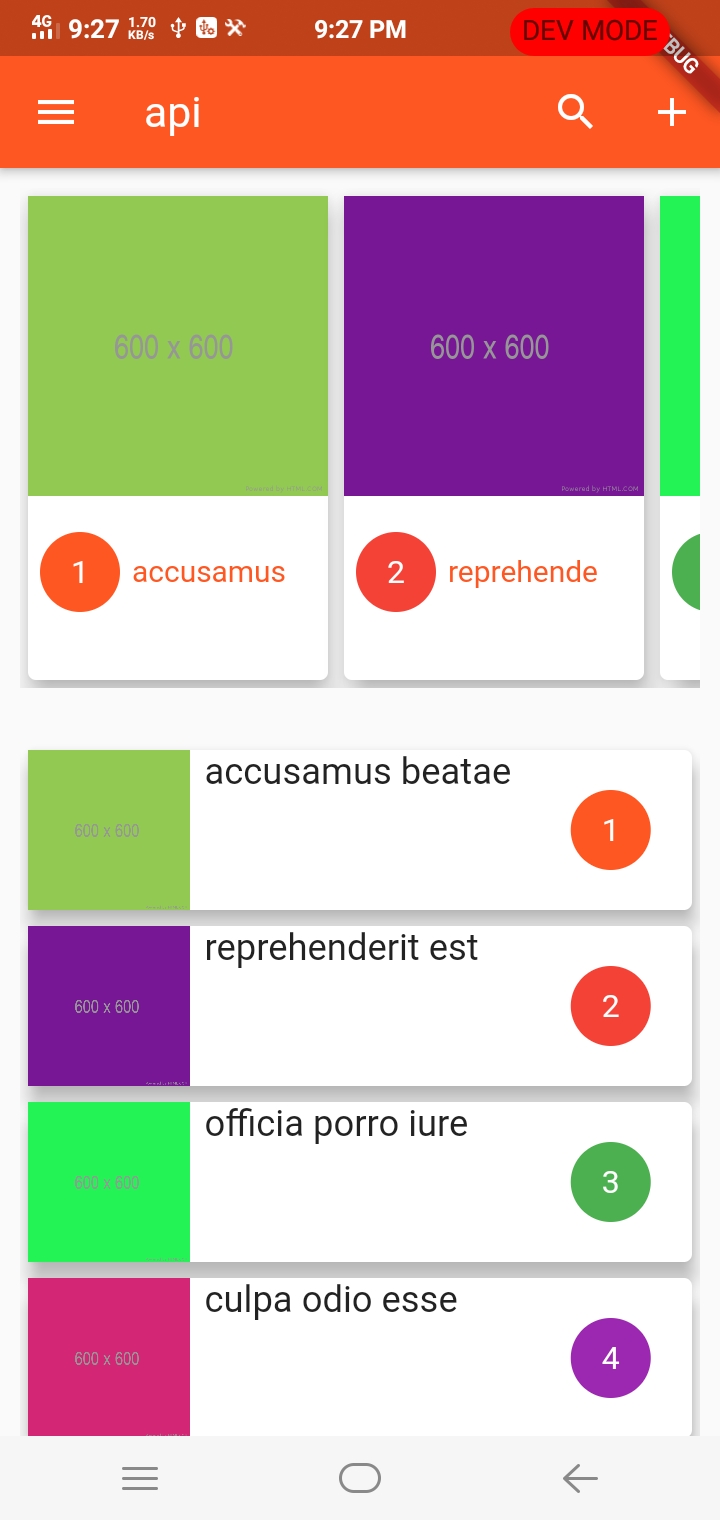 4G 9:27 1.70 KB/s 9:27 PM DEV MODE BUG
api
600 x 600 600 x 600
Powered by HTML.COM Powered by HTML.COM
1 accusamus 2 reprehende
accusamus beatae
600 x 600 1
reprehenderit est
600 x 600 2
officia porro iure
600 x 600 3
culpa odio esse
600 x 600 4